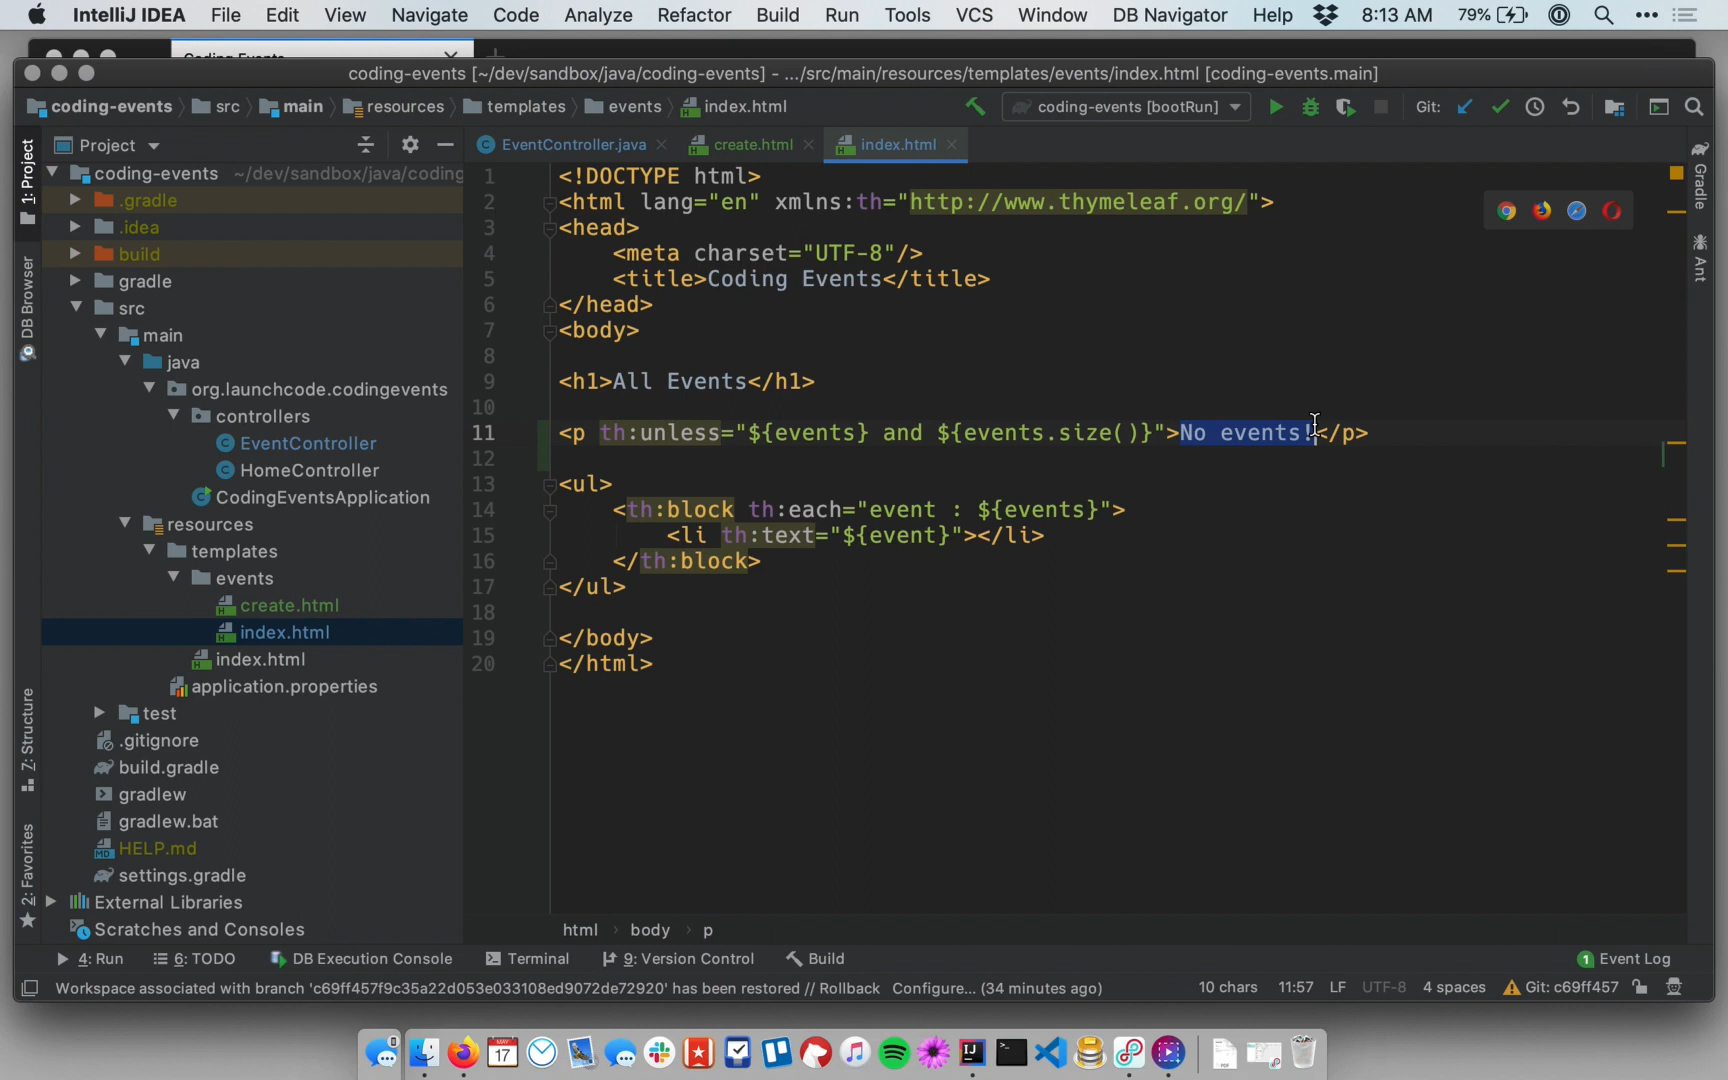 IntelliJ IDEA File Edit View Navigate Code Analyze Refactor Build Run Tools VCS Window DB Navigator Help 8:13 AM 79%
coding-events [~/dev/sandbox/java/coding-events] - .../src/main/resources/templates/events/index.html [coding-events.main]
coding-events src main resources templates events index.html coding-events [bootRun] Git:
Project EventController.java create.html index.html
1: Project
DB Browser
7: Structure
2: Favorites
coding-events ~/dev/sandbox/java/coding
.gradle
.idea
build
gradle
src
main
java
org.launchcode.codingevents
controllers
EventController
HomeController
CodingEventsApplication
resources
templates
events
create.html
index.html
index.html
application.properties
test
.gitignore
build.gradle
gradlew
gradlew.bat
HELP.md
settings.gradle
External Libraries
Scratches and Consoles
1 <!DOCTYPE html>
2 <html lang="en" xmlns:th="http://www.thymeleaf.org/">
3 <head>
4 <meta charset="UTF-8"/>
5 <title>Coding Events</title>
6 </head>
7 <body>
8
9 <h1>All Events</h1>
10
11 <p th:unless="${events} and ${events.size()}">No events!</p>
12
13 <ul>
14 <th:block th:each="event : ${events}">
15 <li th:text="${event}"></li>
16 </th:block>
17 </ul>
18
19 </body>
20 </html>
Gradle
Ant
html body p
4: Run 6: TODO DB Execution Console Terminal 9: Version Control Build 1 Event Log
Workspace associated with branch 'c69ff457f9c35a22d053e033108ed9072de72920' has been restored // Rollback Configure... (34 minutes ago) 10 chars 11:57 LF UTF-8 4 spaces Git: c69ff457
MAY
17
IJ